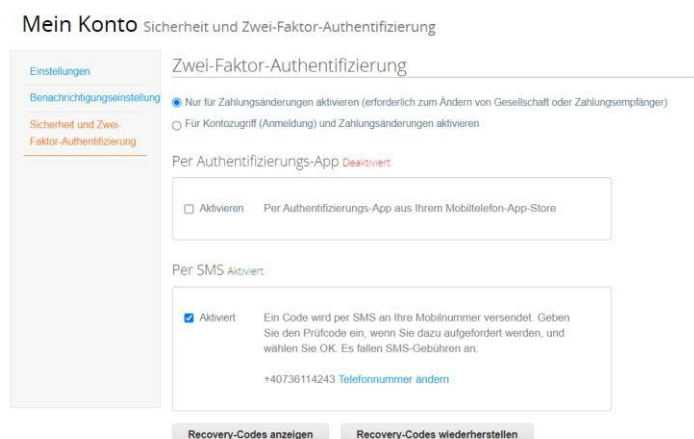 Mein Konto Sicherheit und Zwei-Faktor-Authentifizierung
Einstellungen
Benachrichtigungseinstellung
Sicherheit und Zwei-
Faktor-Authentifizierung
Zwei-Faktor-Authentifizierung
Nur für Zahlungsänderungen aktivieren (erforderlich zum Ändern von Gesellschaft oder Zahlungsempfänger)
Für Kontozugriff (Anmeldung) und Zahlungsänderungen aktivieren
Per Authentifizierungs-App Deaktiviert
Aktivieren Per Authentifizierungs-App aus Ihrem Mobiltelefon-App-Store
Per SMS Aktiviert
Aktiviert Ein Code wird per SMS an Ihre Mobilnummer versendet. Geben
Sie den Prüfcode ein, wenn Sie dazu aufgefordert werden, und
wählen Sie OK. Es fallen SMS-Gebühren an.
+40736114243 Telefonnummer ändern
Recovery-Codes anzeigen Recovery-Codes wiederherstellen